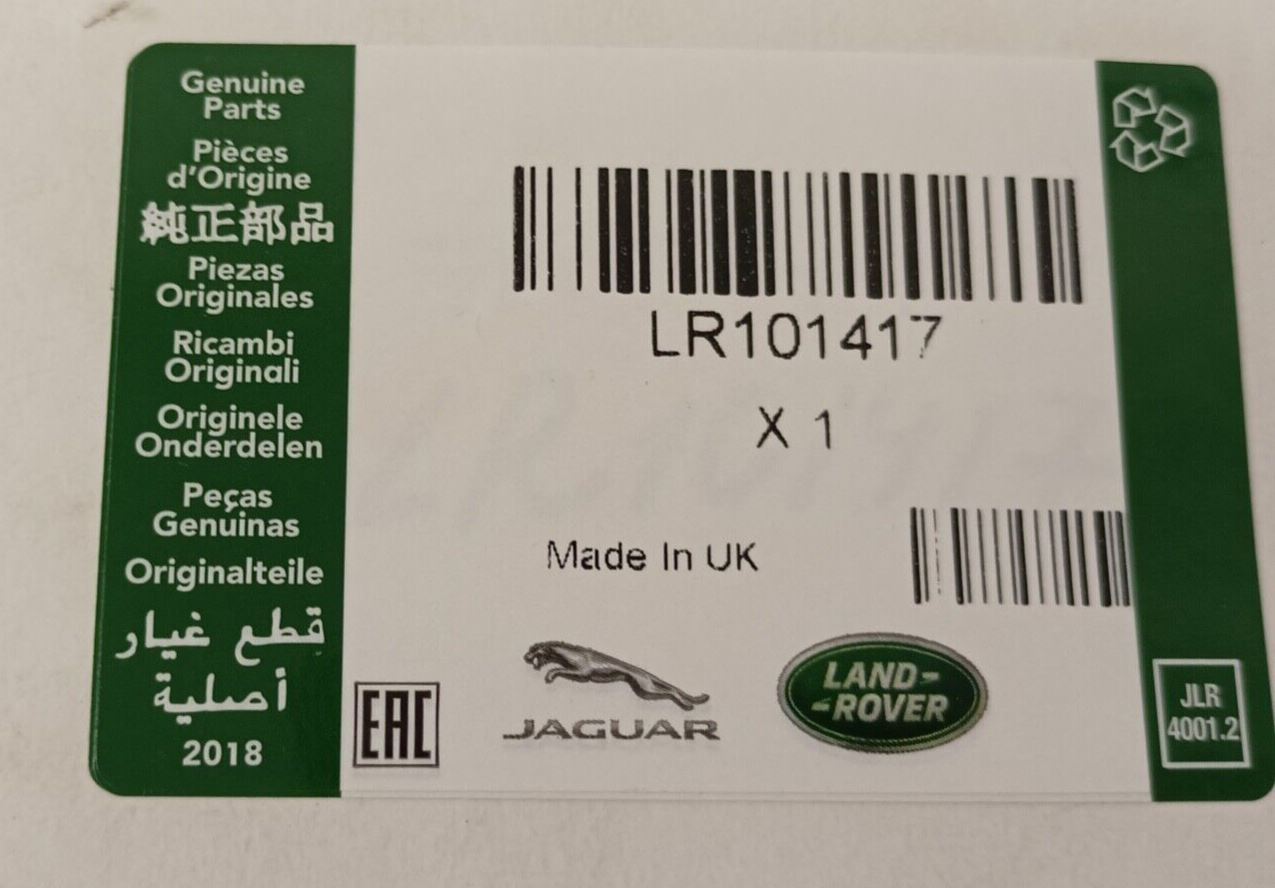 Genuine
Parts
Pièces
d'Origine
純正部品
Piezas
Originales
Ricambi
Originali
Originele
Onderdelen
Peças
Genuinas
Originalteile
قطع غيار
أصلية
2018
LR101417
X 1
Made In UK
EAC
JAGUAR
LAND-
-ROVER
JLR
4001.2